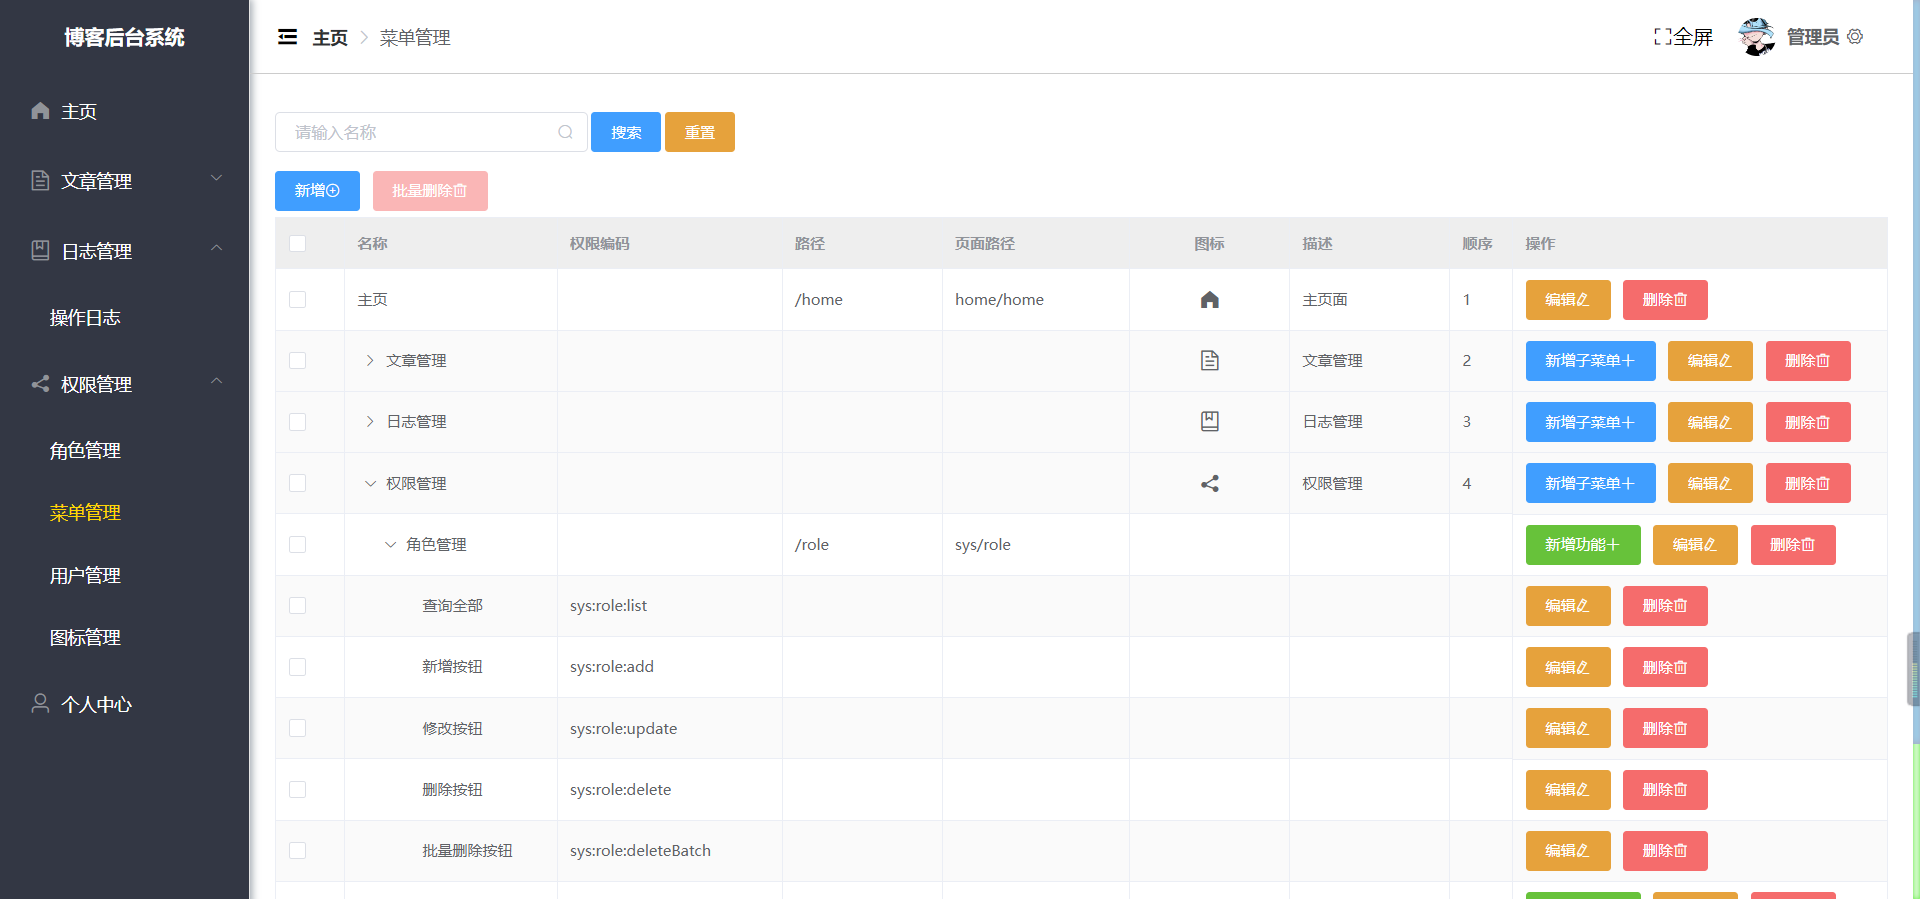 博客后台系统
主页
文章管理
日志管理
操作日志
权限管理
角色管理
菜单管理
用户管理
图标管理
个人中心
主页 菜单管理
全屏 管理员
请输入名称 搜索 重置
新增 批量删除
名称 权限编码 路径 页面路径 图标 描述 顺序 操作
主页 /home home/home 主页面 1 编辑 删除
文章管理 文章管理 2 新增子菜单 编辑 删除
日志管理 日志管理 3 新增子菜单 编辑 删除
权限管理 权限管理 4 新增子菜单 编辑 删除
角色管理 /role sys/role 新增功能 编辑 删除
查询全部 sys:role:list 编辑 删除
新增按钮 sys:role:add 编辑 删除
修改按钮 sys:role:update 编辑 删除
删除按钮 sys:role:delete 编辑 删除
批量删除按钮 sys:role:deleteBatch 编辑 删除